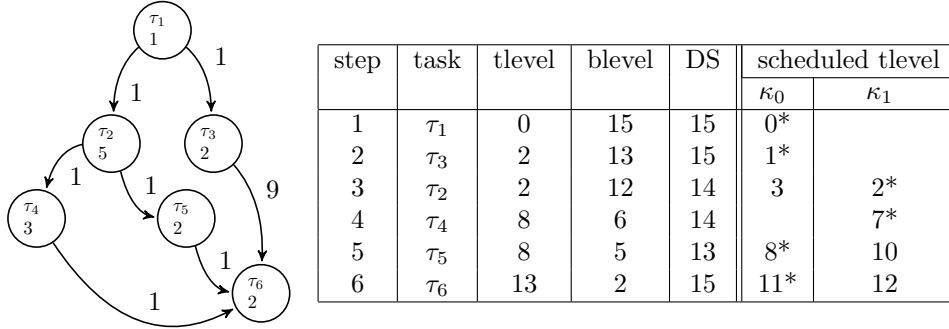 τ1
1
1
1
τ2
5
τ3
2
1
1
9
τ4
3
τ5
2
1
1
τ6
2
step task tlevel blevel DS scheduled tlevel
κ0 κ1
1 τ1 0 15 15 0*
2 τ3 2 13 15 1*
3 τ2 2 12 14 3 2*
4 τ4 8 6 14 7*
5 τ5 8 5 13 8* 10
6 τ6 13 2 15 11* 12